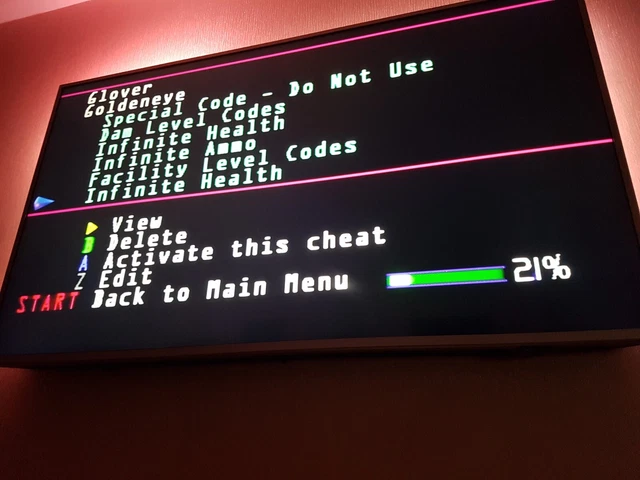 Glover
Goldeneye
Special Code - Do Not Use
Dam Level Codes
Infinite Health
Infinite Ammo
Facility Level Codes
Infinite Health
View
B Delete
A Activate this cheat
Z Edit
START Back to Main Menu 21%